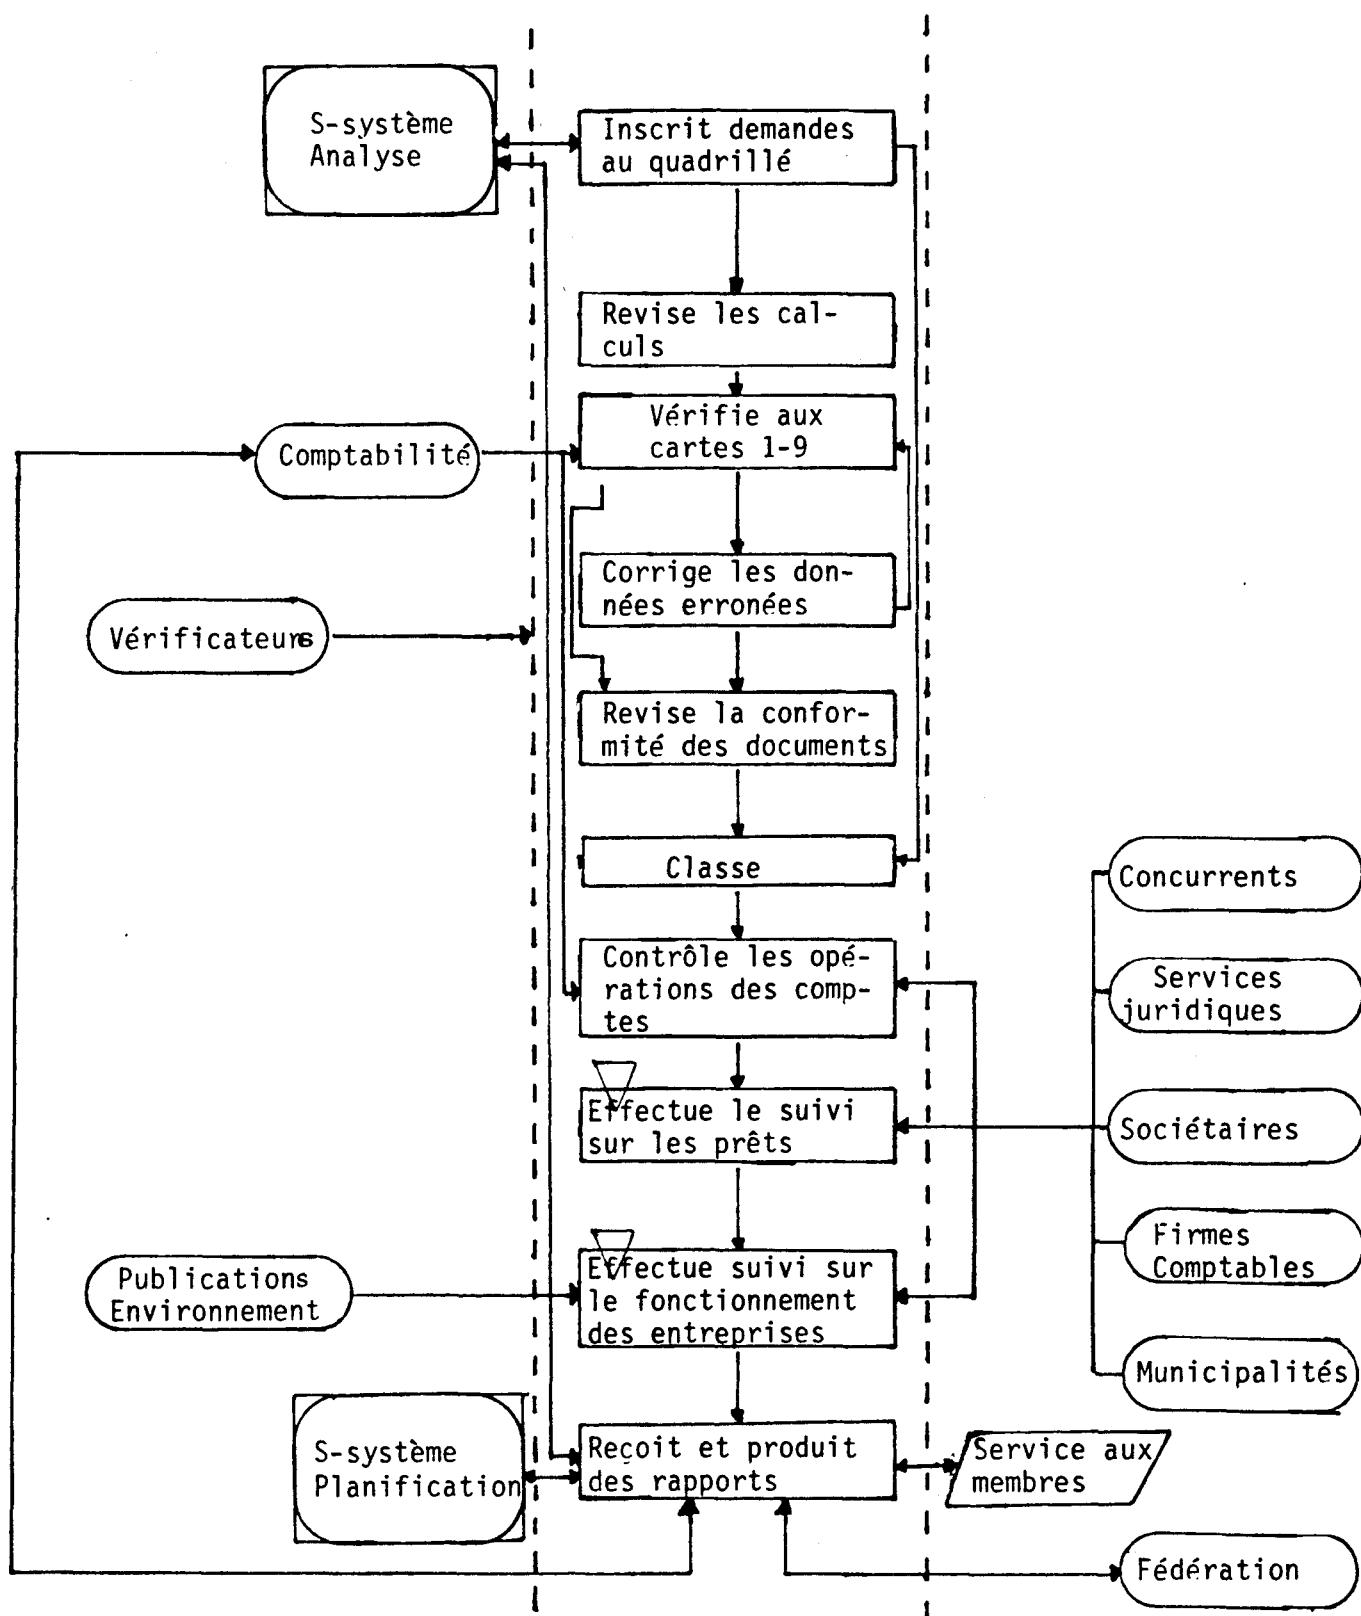 S-système
Analyse
Inscrit demandes
au quadrillé
Revise les cal-
culs
Comptabilité
Vérifie aux
cartes 1-9
Corrige les don-
nées erronées
Vérificateurs
Revise la confor-
mité des documents
Classe
Concurrents
Contrôle les opé-
rations des comp-
tes
Services
juridiques
Effectue le suivi
sur les prêts
Sociétaires
Publications
Environnement
Effectue suivi sur
le fonctionnement
des entreprises
Firmes
Comptables
Municipalités
S-système
Planification
Reçoit et produit
des rapports
Service aux
membres
Fédération